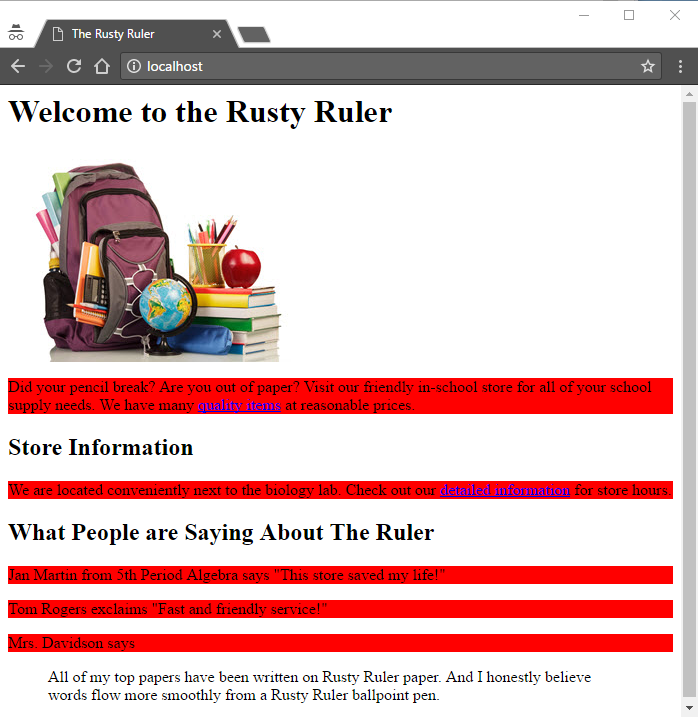 The Rusty Ruler
localhost
Welcome to the Rusty Ruler
Did your pencil break? Are you out of paper? Visit our friendly in-school store for all of your school
supply needs. We have many quality items at reasonable prices.
Store Information
We are located conveniently next to the biology lab. Check out our detailed information for store hours.
What People are Saying About The Ruler
Jan Martin from 5th Period Algebra says "This store saved my life!"
Tom Rogers exclaims "Fast and friendly service!"
Mrs. Davidson says
All of my top papers have been written on Rusty Ruler paper. And I honestly believe
words flow more smoothly from a Rusty Ruler ballpoint pen.